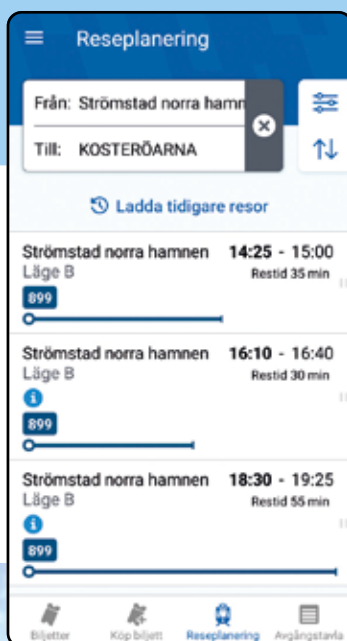 Reseplanering
Från: Strömstad norra hamn
Till: KOSTERÖARNA
Ladda tidigare resor
Strömstad norra hamnen 14:25 - 15:00
Läge B Restid 35 min
899
Strömstad norra hamnen 16:10 - 16:40
Läge B Restid 30 min
i
899
Strömstad norra hamnen 18:30 - 19:25
Läge B Restid 55 min
i
899
Biljetter Köp biljett Reseplanering Avgångstavla